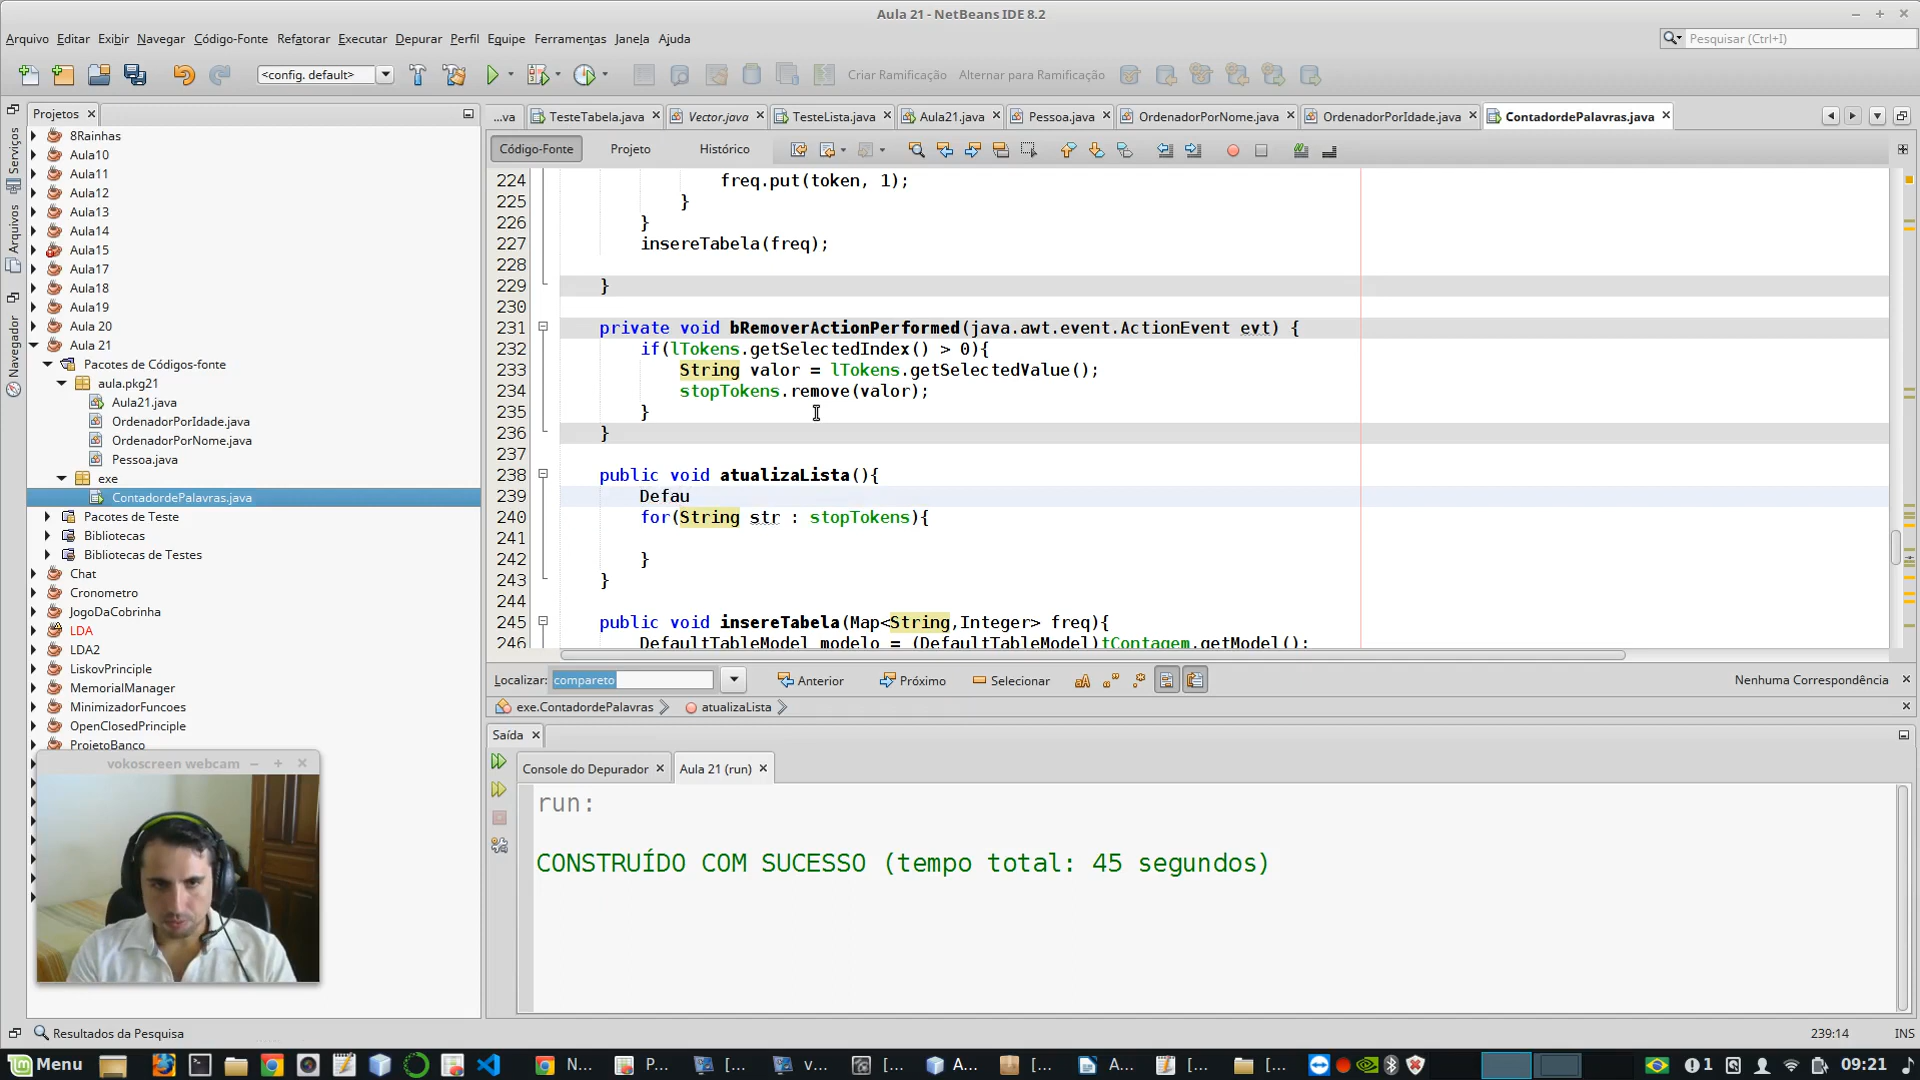 Aula 21 - NetBeans IDE 8.2
Arquivo Editar Exibir Navegar Código-Fonte Refatorar Executar Depurar Perfil Equipe Ferramentas Janela Ajuda
Pesquisar (Ctrl+I)
<config. default>
Criar Ramificação Alternar para Ramificação
Projetos
...va TesteTabela.java Vector.java TesteLista.java Aula21.java Pessoa.java OrdenadorPorNome.java OrdenadorPorIdade.java ContadordePalavras.java
Código-Fonte Projeto Histórico
Serviços
Arquivos
Navegador
8Rainhas
Aula10
Aula11
Aula12
Aula13
Aula14
Aula15
Aula17
Aula18
Aula19
Aula 20
Aula 21
Pacotes de Códigos-fonte
aula.pkg21
Aula21.java
OrdenadorPorIdade.java
OrdenadorPorNome.java
Pessoa.java
exe
ContadordePalavras.java
Pacotes de Teste
Bibliotecas
Bibliotecas de Testes
Chat
Cronometro
JogoDaCobrinha
LDA
LDA2
LiskovPrinciple
MemorialManager
MinimizadorFuncoes
OpenClosedPrinciple
ProjetoBanco
vokoscreen webcam
224 freq.put(token, 1);
225 }
226 }
227 insereTabela(freq);
228
229 }
230
231 private void bRemoverActionPerformed(java.awt.event.ActionEvent evt) {
232 if(lTokens.getSelectedIndex() > 0){
233 String valor = lTokens.getSelectedValue();
234 stopTokens.remove(valor);
235 }
236 }
237
238 public void atualizaLista(){
239 Defau
240 for(String str : stopTokens){
241
242 }
243 }
244
245 public void insereTabela(Map<String,Integer> freq){
246 DefaultTableModel modelo = (DefaultTableModel)tContagem.getModel();
Localizar: compareto Anterior Próximo Selecionar Nenhuma Correspondência
exe.ContadordePalavras atualizaLista
Saída
Console do Depurador Aula 21 (run)
run:
CONSTRUÍDO COM SUCESSO (tempo total: 45 segundos)
Resultados da Pesquisa
239:14 INS
Menu N... P... [... v... [... A... [... A... [... [... 1 09:21